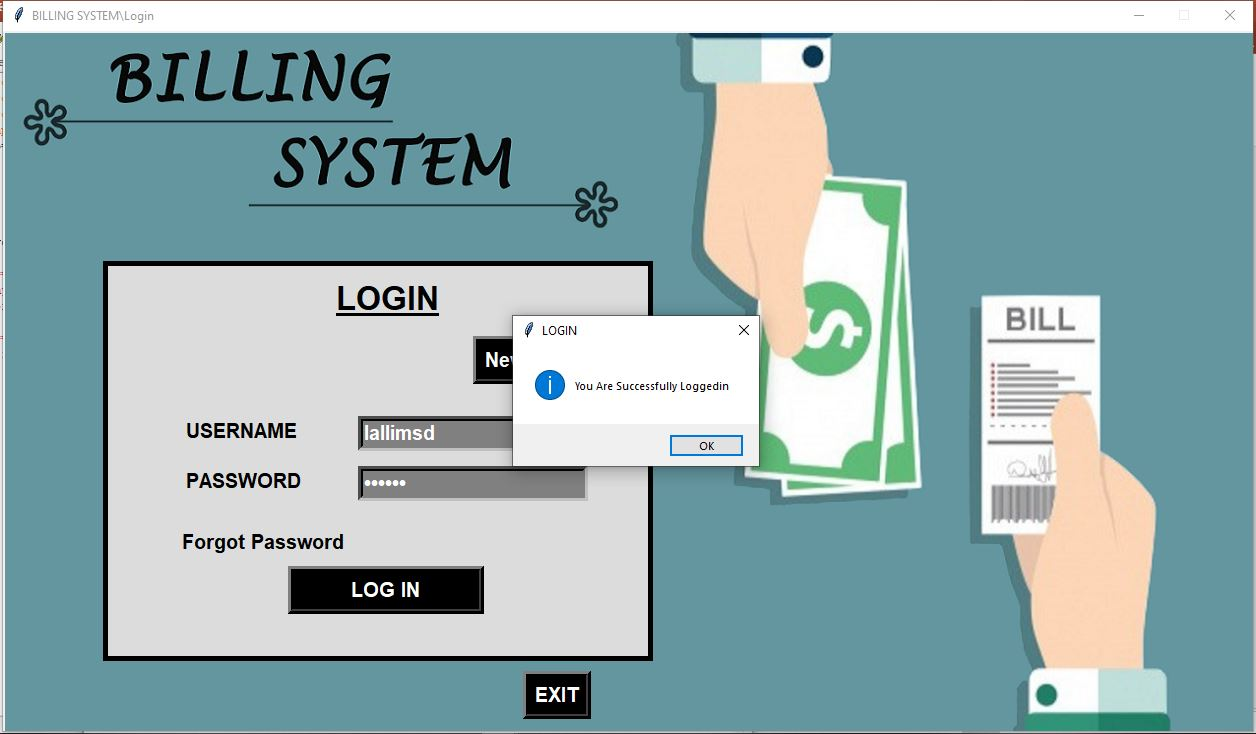 BILLING SYSTEM\Login
BILLING
SYSTEM
LOGIN
LOGIN
You Are Successfully Loggedin
OK
USERNAME
lallimsd
PASSWORD
••••••
Forgot Password
LOG IN
EXIT
BILL